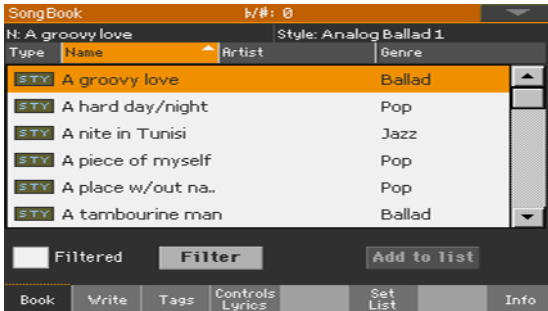 SongBook ♭/#: 0
N: A groovy love Style: Analog Ballad 1
Type Name Artist Genre
STY A groovy love Ballad
STY A hard day/night Pop
STY A nite in Tunisi Jazz
STY A piece of myself Pop
STY A place w/out na.. Pop
STY A tambourine man Ballad
Filtered Filter Add to list
Book Write Tags Controls Lyrics Set List Info